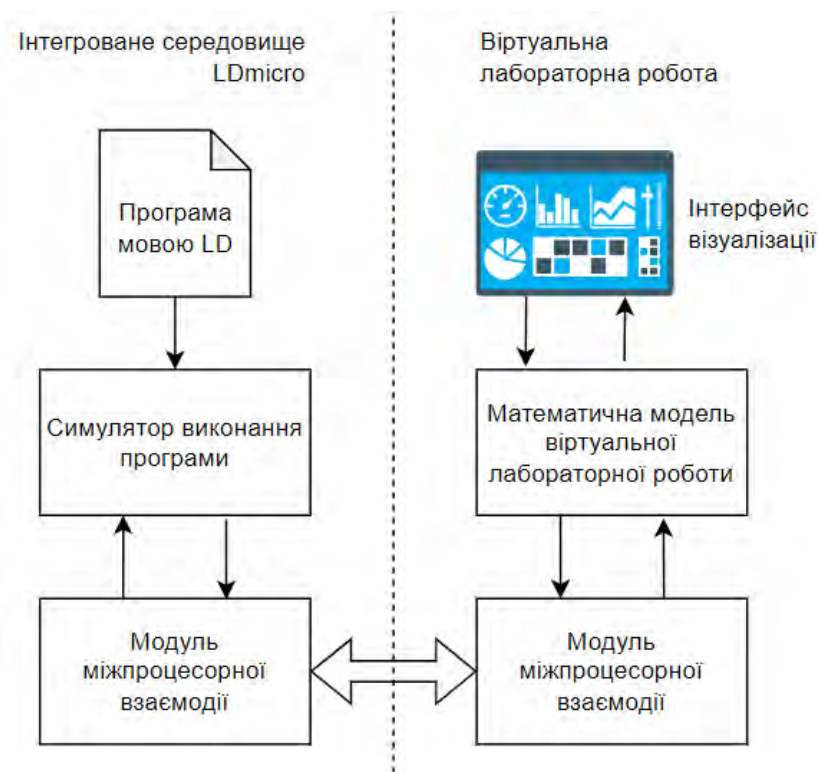 Інтегроване середовище
LDmicro
Програма
мовою LD
Симулятор виконання
програми
Модуль
міжпроцесорної
взаємодії
Віртуальна
лабораторна робота
Інтерфейс
візуалізації
Математична модель
віртуальної
лабораторної роботи
Модуль
міжпроцесорної
взаємодії